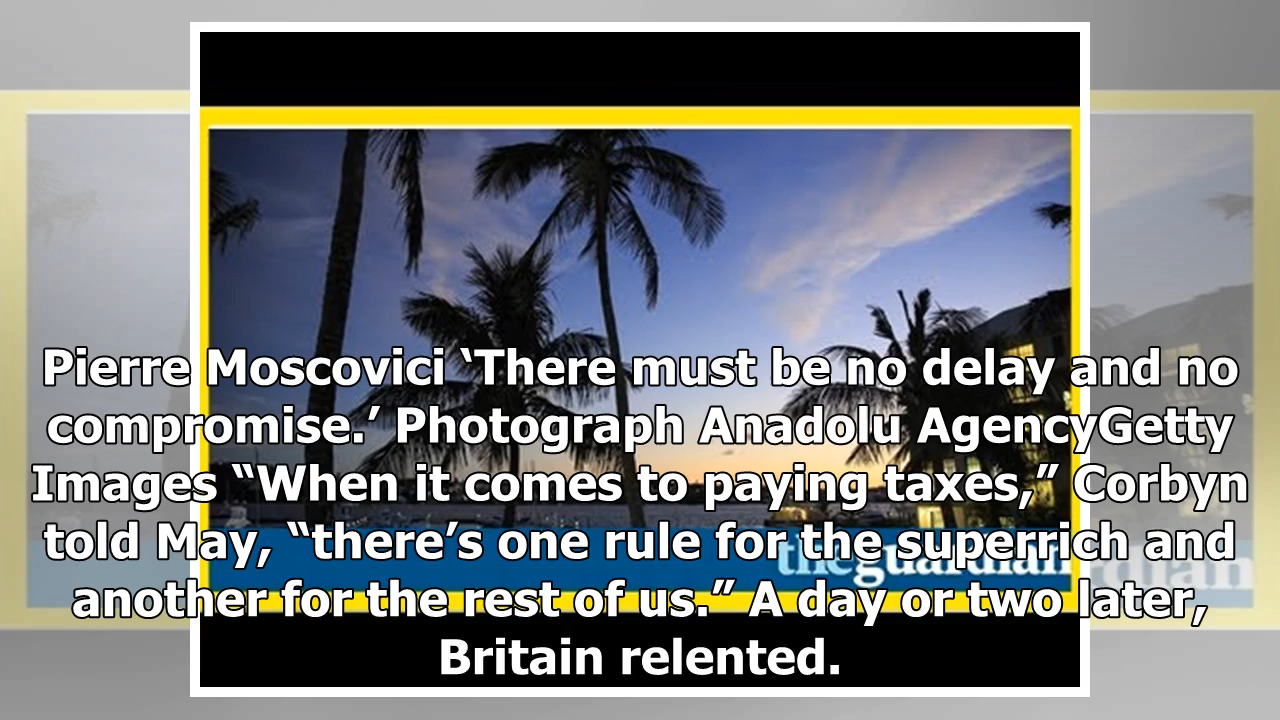 Pierre Moscovici ‘There must be no delay and no
compromise.’ Photograph Anadolu AgencyGetty
Images “When it comes to paying taxes,” Corbyn
told May, “there’s one rule for the superrich and
another for the rest of us.” A day or two later,
Britain relented.
theguardian